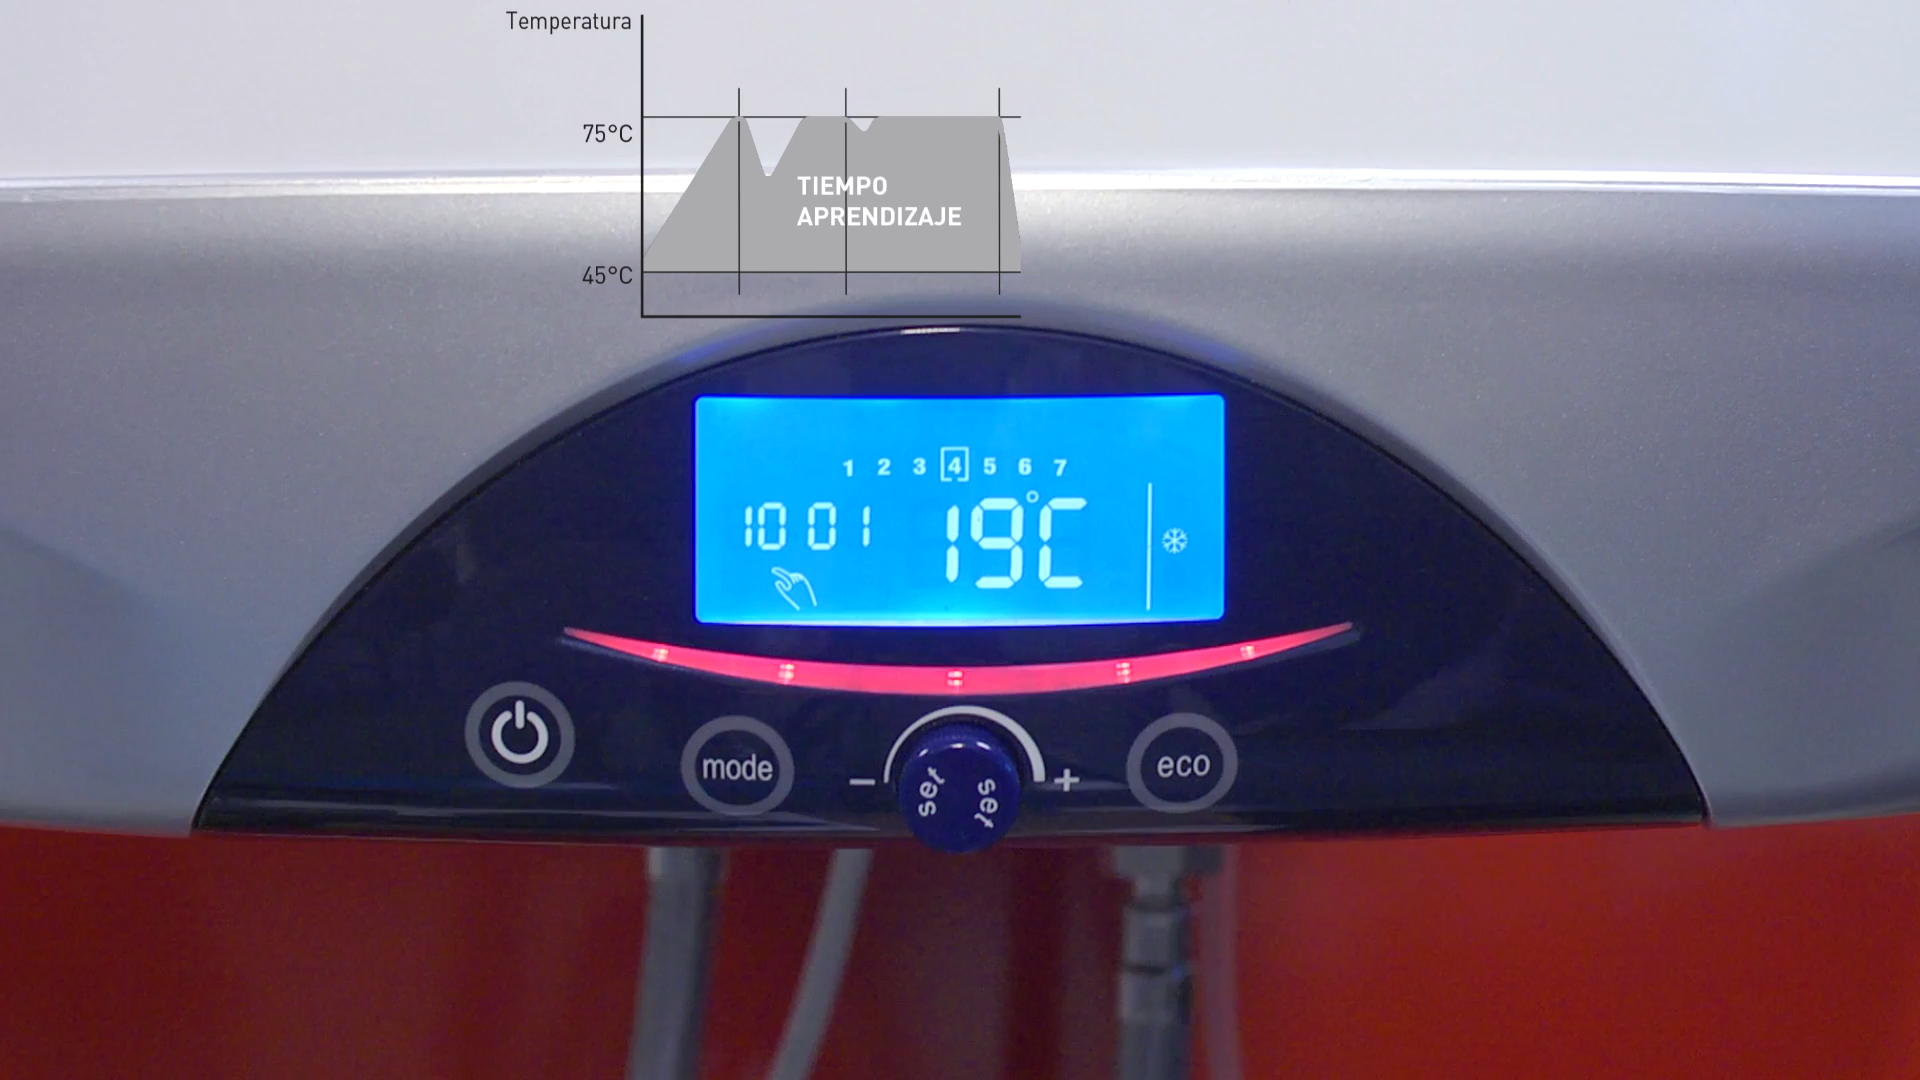 Temperatura
75°C
TIEMPO
APRENDIZAJE
45°C
1 2 3 4 5 6 7
10 01 19°C
mode
- set set +
eco